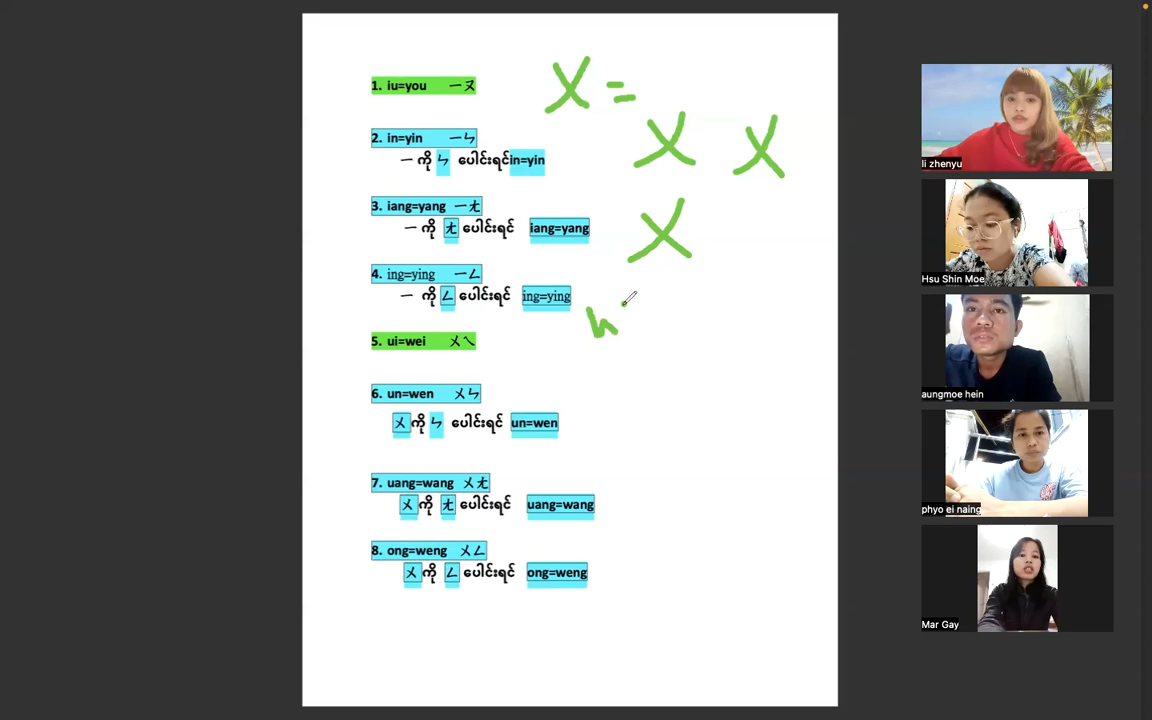 1. iu=you ㄧㄡ
2. in=yin ㄧㄣ
ㄧ ကို ㄣ ပေါင်းရင်in=yin
3. iang=yang ㄧㄤ
ㄧ ကို ㄤ ပေါင်းရင် iang=yang
4. ing=ying ㄧㄥ
ㄧ ကို ㄥ ပေါင်းရင် ing=ying
5. ui=wei ㄨㄟ
6. un=wen ㄨㄣ
ㄨကို ㄣ ပေါင်းရင် un=wen
7. uang=wang ㄨㄤ
ㄨကို ㄤ ပေါင်းရင် uang=wang
8. ong=weng ㄨㄥ
ㄨကို ㄥ ပေါင်းရင် ong=weng
ㄨ =
ㄨ ㄨ
ㄨ
li zhenyu
Hsu Shin Moe
aungmoe hein
phyo ei naing
Mar Gay